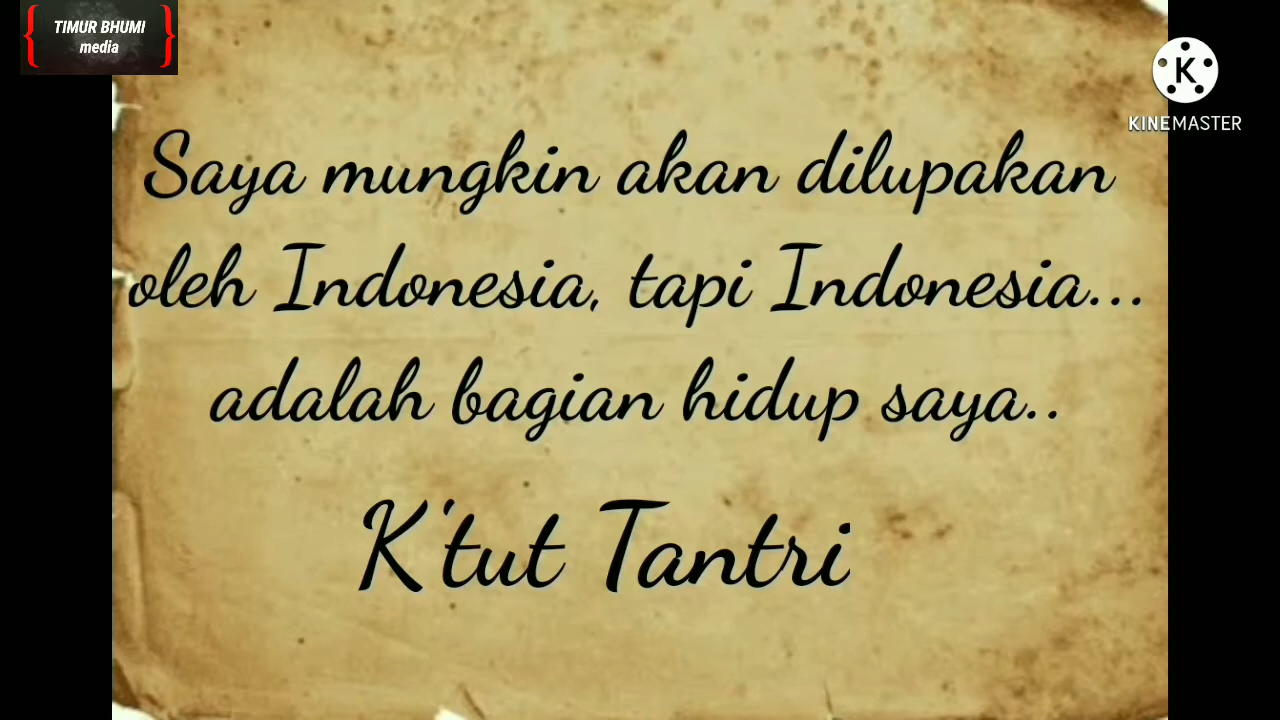 TIMUR BHUMI
media
K
KINEMASTER
Saya mungkin akan dilupakan
oleh Indonesia, tapi Indonesia...
adalah bagian hidup saya..
K'tut Tantri